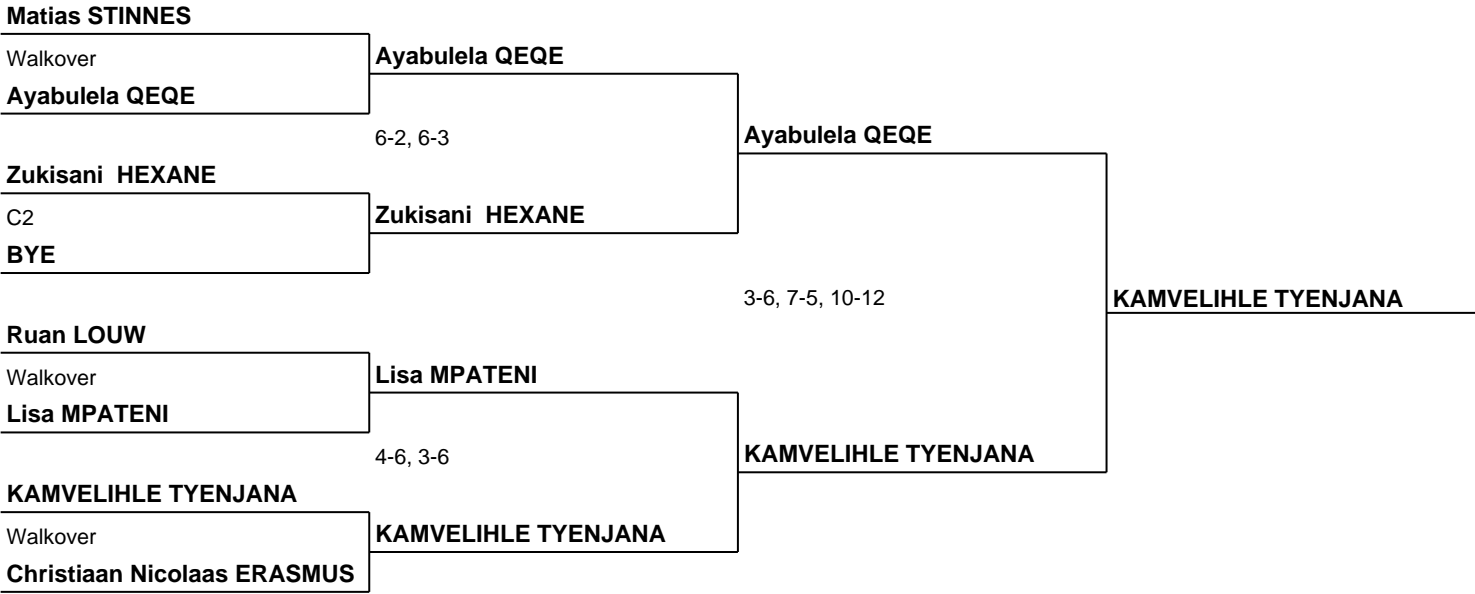 Matias STINNES
Walkover
Ayabulela QEQE
Ayabulela QEQE
6-2, 6-3
Ayabulela QEQE
Zukisani  HEXANE
C2
Zukisani  HEXANE
BYE
3-6, 7-5, 10-12
KAMVELIHLE TYENJANA
Ruan LOUW
Walkover
Lisa MPATENI
Lisa MPATENI
4-6, 3-6
KAMVELIHLE TYENJANA
KAMVELIHLE TYENJANA
Walkover
KAMVELIHLE TYENJANA
Christiaan Nicolaas ERASMUS